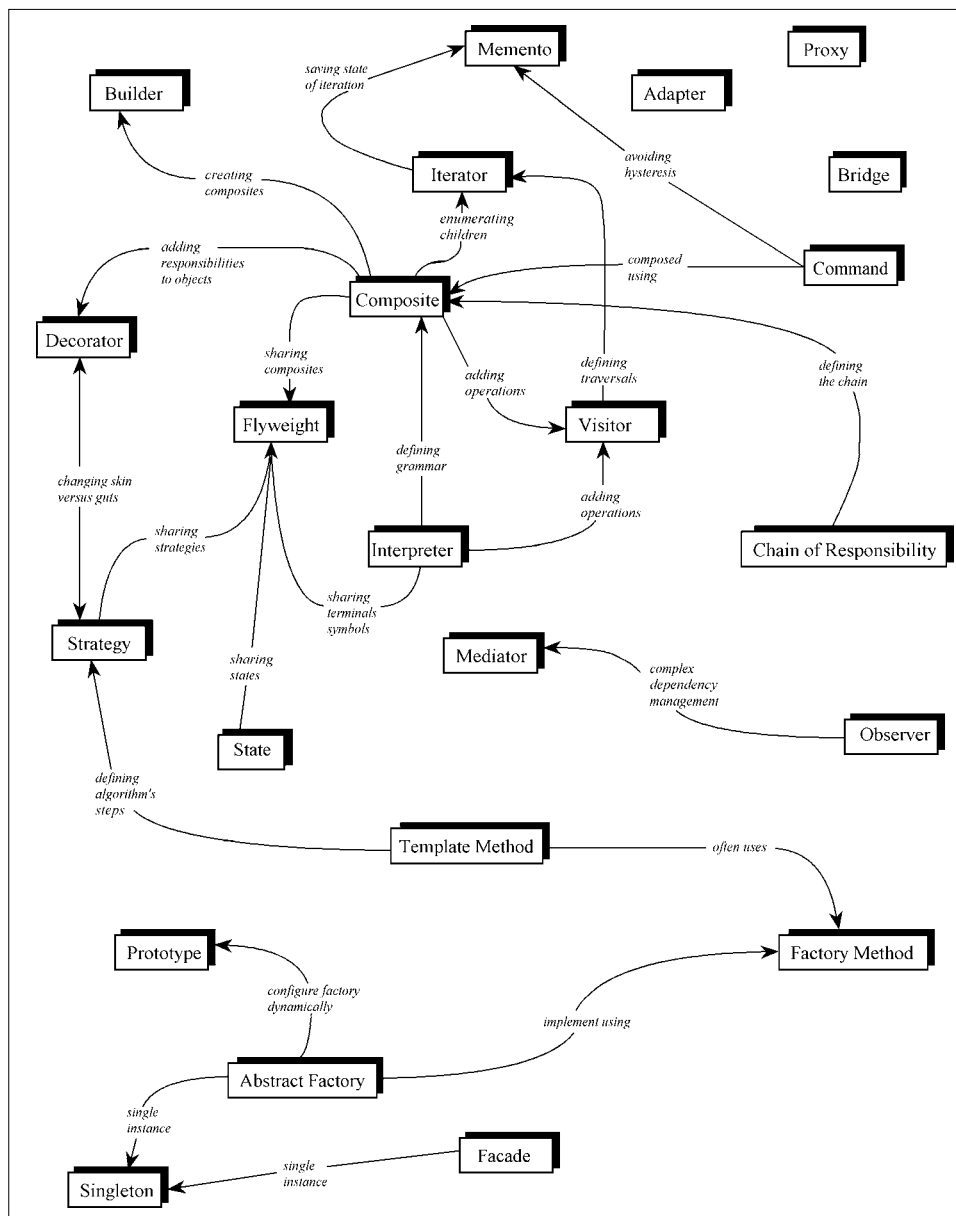 Memento
Proxy
saving state
of iteration
Builder
Adapter
avoiding
hysteresis
Iterator
Bridge
creating
composites
enumerating
children
adding
responsibilities
to objects
composed
using
Command
Composite
Decorator
sharing
composites
adding
operations
defining
traversals
defining
the chain
Flyweight
Visitor
defining
grammar
changing skin
versus guts
adding
operations
sharing
strategies
Interpreter
Chain of Responsibility
sharing
terminals
symbols
Strategy
Mediator
sharing
states
complex
dependency
management
State
Observer
defining
algorithm's
steps
Template Method
often uses
Prototype
Factory Method
configure factory
dynamically
implement using
Abstract Factory
single
instance
Facade
single
instance
Singleton